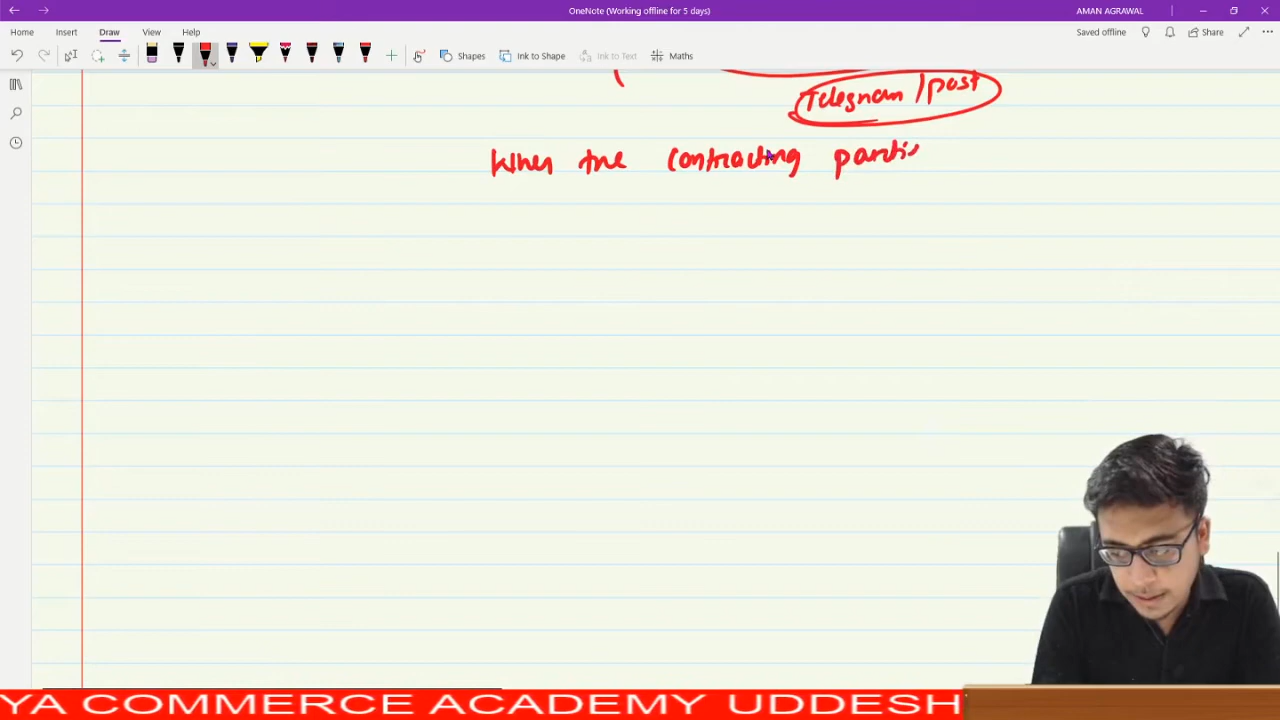 OneNote (Working offline for 5 days)
AMAN AGRAWAL
Home Insert Draw View Help
Saved offline
Share
Shapes
Ink to Shape
Ink to Text
Maths
Telegram / post
When the contracting partis
YA COMMERCE ACADEMY UDDESH